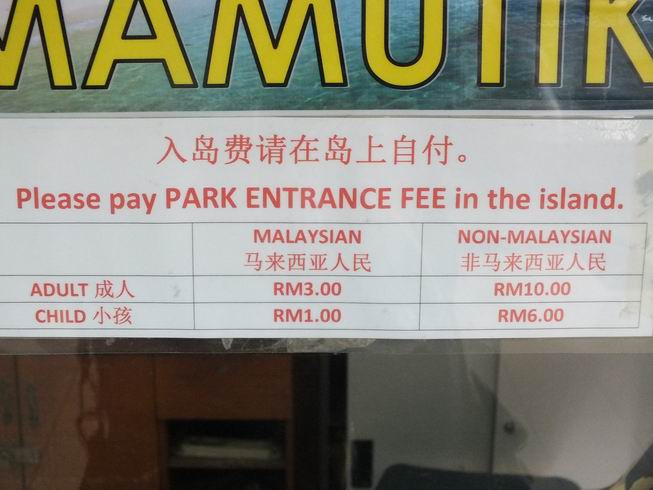 MAMUTIK
入岛费请在岛上自付。
Please pay PARK ENTRANCE FEE in the island.
MALAYSIAN NON-MALAYSIAN
马来西亚人民 非马来西亚人民
ADULT 成人 RM3.00 RM10.00
CHILD 小孩 RM1.00 RM6.00